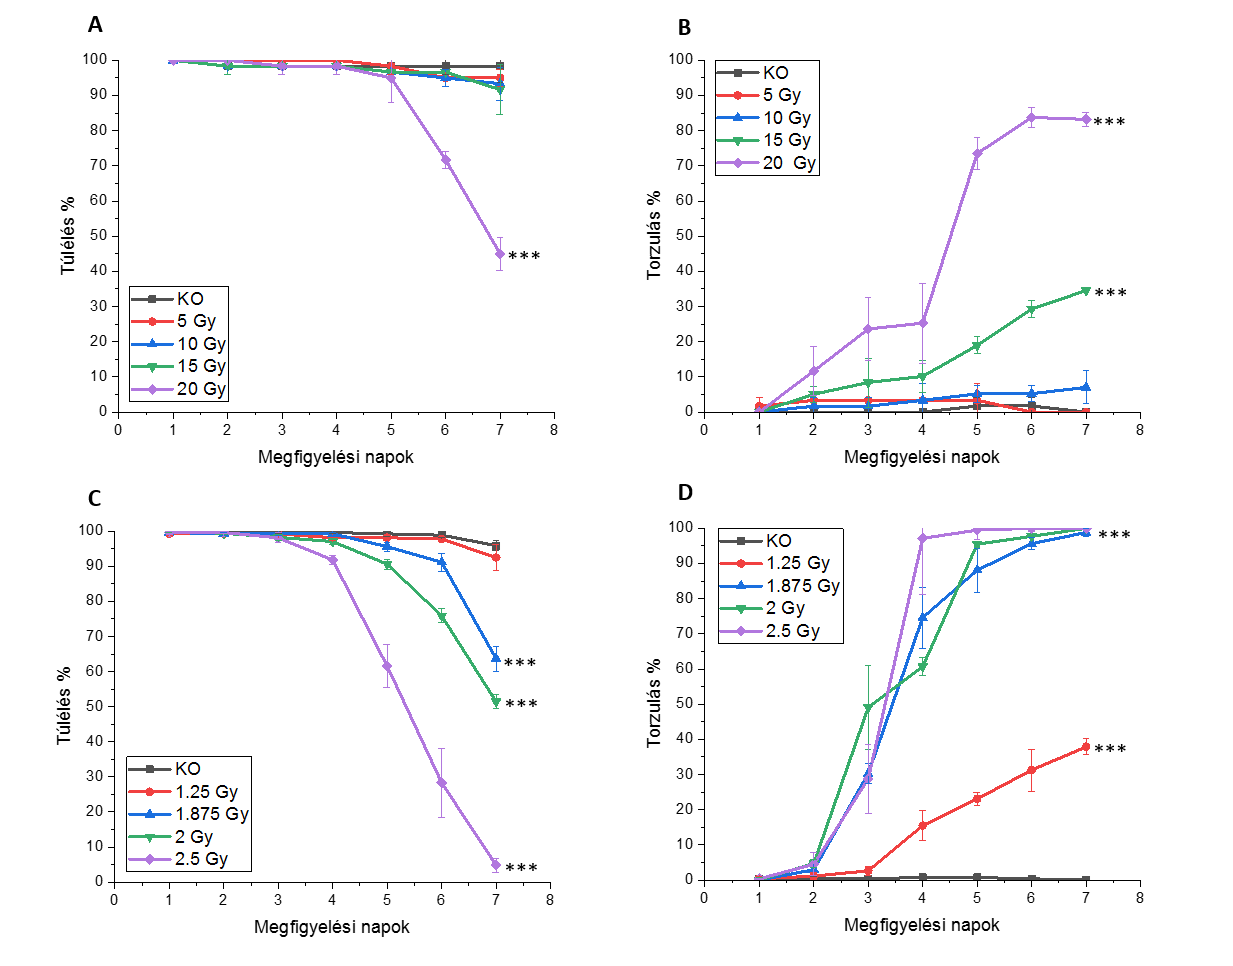 A
Túlélés %
100
90
80
70
60
50
40
30
20
10
0
***
KO
5 Gy
10 Gy
15 Gy
20 Gy
0 1 2 3 4 5 6 7 8
Megfigyelési napok
B
Torzulás %
100
90
80
70
60
50
40
30
20
10
0
KO
5 Gy
10 Gy
15 Gy
20 Gy
***
***
0 1 2 3 4 5 6 7 8
Megfigyelési napok
C
Túlélés %
100
90
80
70
60
50
40
30
20
10
0
***
***
***
KO
1.25 Gy
1.875 Gy
2 Gy
2.5 Gy
0 1 2 3 4 5 6 7 8
Megfigyelési napok
D
Torzulás %
100
90
80
70
60
50
40
30
20
10
0
KO
1.25 Gy
1.875 Gy
2 Gy
2.5 Gy
***
***
0 1 2 3 4 5 6 7 8
Megfigyelési napok